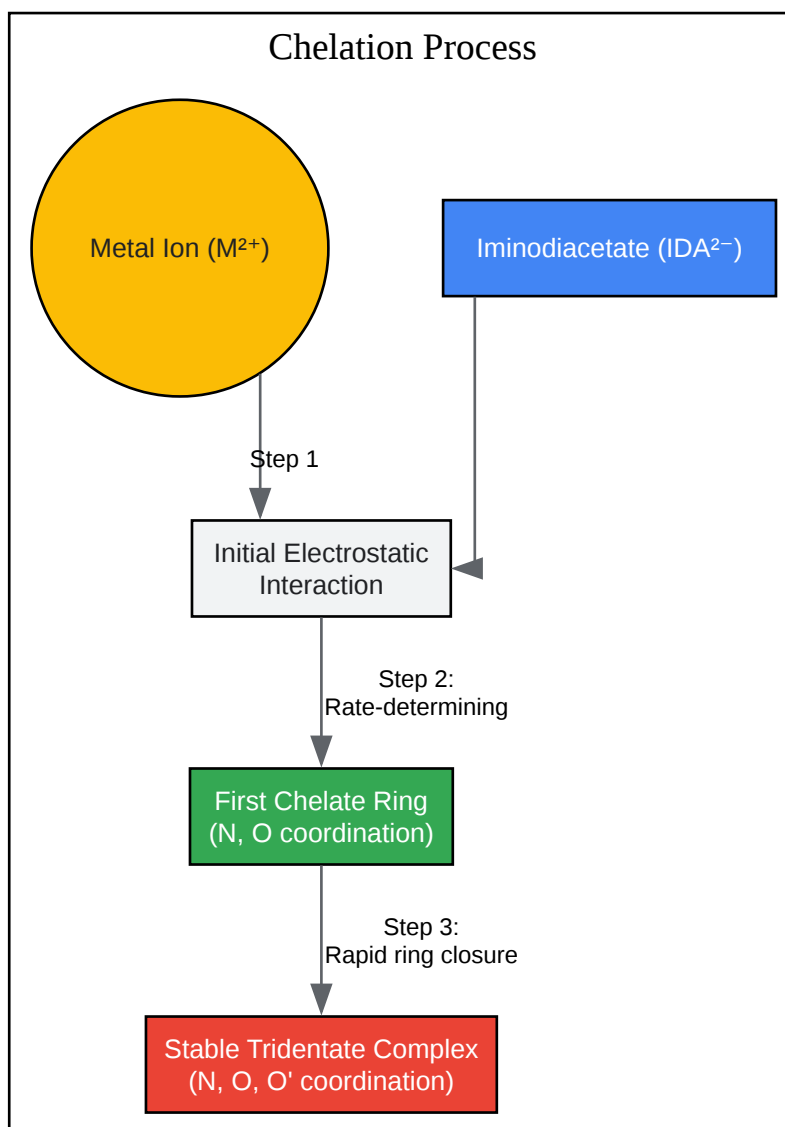 Chelation Process
Metal Ion (M²⁺)
Iminodiacetate (IDA²⁻)
Step 1
Initial Electrostatic
Interaction
Step 2:
Rate-determining
First Chelate Ring
(N, O coordination)
Step 3:
Rapid ring closure
Stable Tridentate Complex
(N, O, O' coordination)